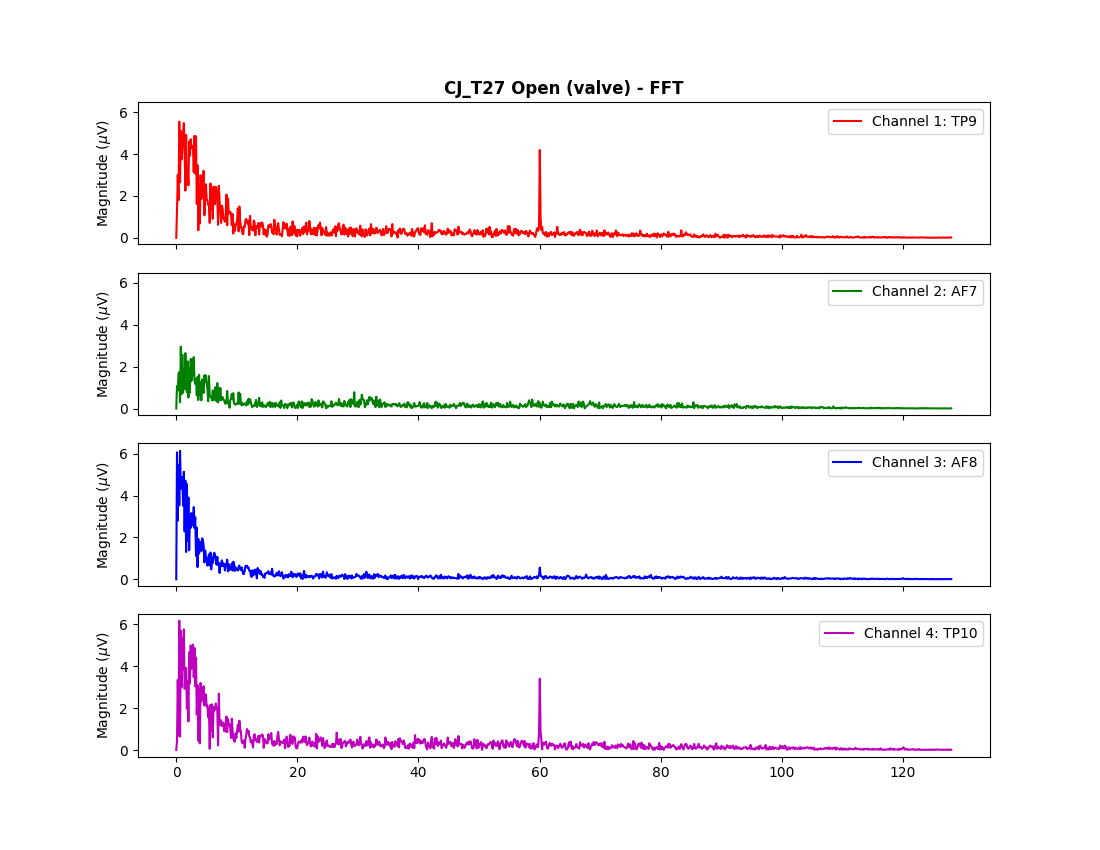 CJ_T27 Open (valve) - FFT
Magnitude (μV)
6
4
2
0
Channel 1: TP9
Magnitude (μV)
6
4
2
0
Channel 2: AF7
Magnitude (μV)
6
4
2
0
Channel 3: AF8
Magnitude (μV)
6
4
2
0
Channel 4: TP10
0 20 40 60 80 100 120